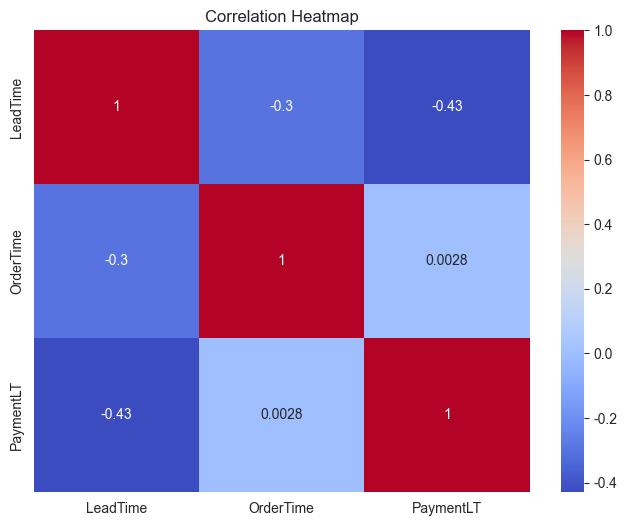 Correlation Heatmap
LeadTime
1
-0.3
-0.43
OrderTime
-0.3
1
0.0028
PaymentLT
-0.43
0.0028
1
LeadTime
OrderTime
PaymentLT
1.0
0.8
0.6
0.4
0.2
0.0
-0.2
-0.4